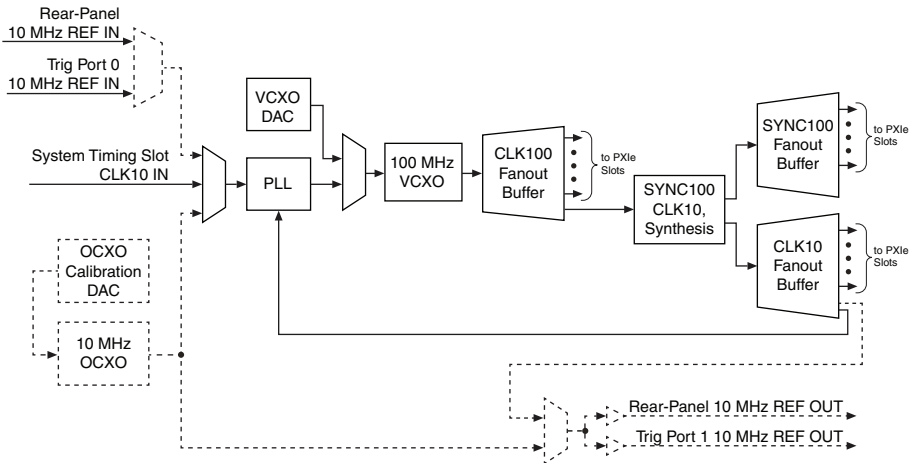 Rear-Panel
10 MHz REF IN
Trig Port 0
10 MHz REF IN
System Timing Slot
CLK10 IN
OCXO
Calibration
DAC
10 MHz
OCXO
VCXO
DAC
PLL
100 MHz
VCXO
CLK100
Fanout
Buffer
to PXIe
Slots
SYNC100
CLK10,
Synthesis
SYNC100
Fanout
Buffer
to PXIe
Slots
CLK10
Fanout
Buffer
to PXIe
Slots
Rear-Panel 10 MHz REF OUT
Trig Port 1 10 MHz REF OUT